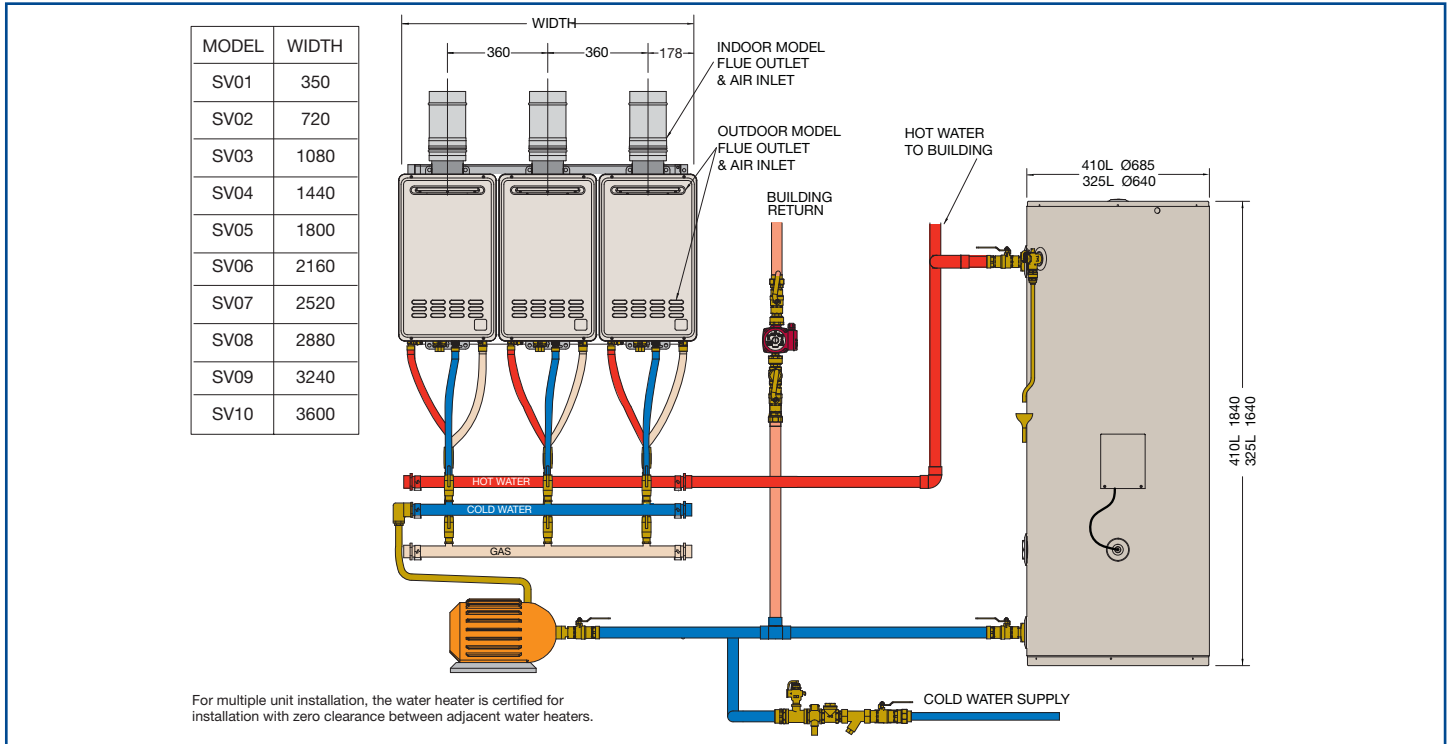 MODEL WIDTH
SV01 350
SV02 720
SV03 1080
SV04 1440
SV05 1800
SV06 2160
SV07 2520
SV08 2880
SV09 3240
SV10 3600
WIDTH
360 360 178
INDOOR MODEL
FLUE OUTLET
& AIR INLET
OUTDOOR MODEL
FLUE OUTLET
& AIR INLET
BUILDING
RETURN
HOT WATER
TO BUILDING
410L Ø685
325L Ø640
410L 1840
325L 1640
HOT WATER
COLD WATER
GAS
COLD WATER SUPPLY
For multiple unit installation, the water heater is certified for
installation with zero clearance between adjacent water heaters.